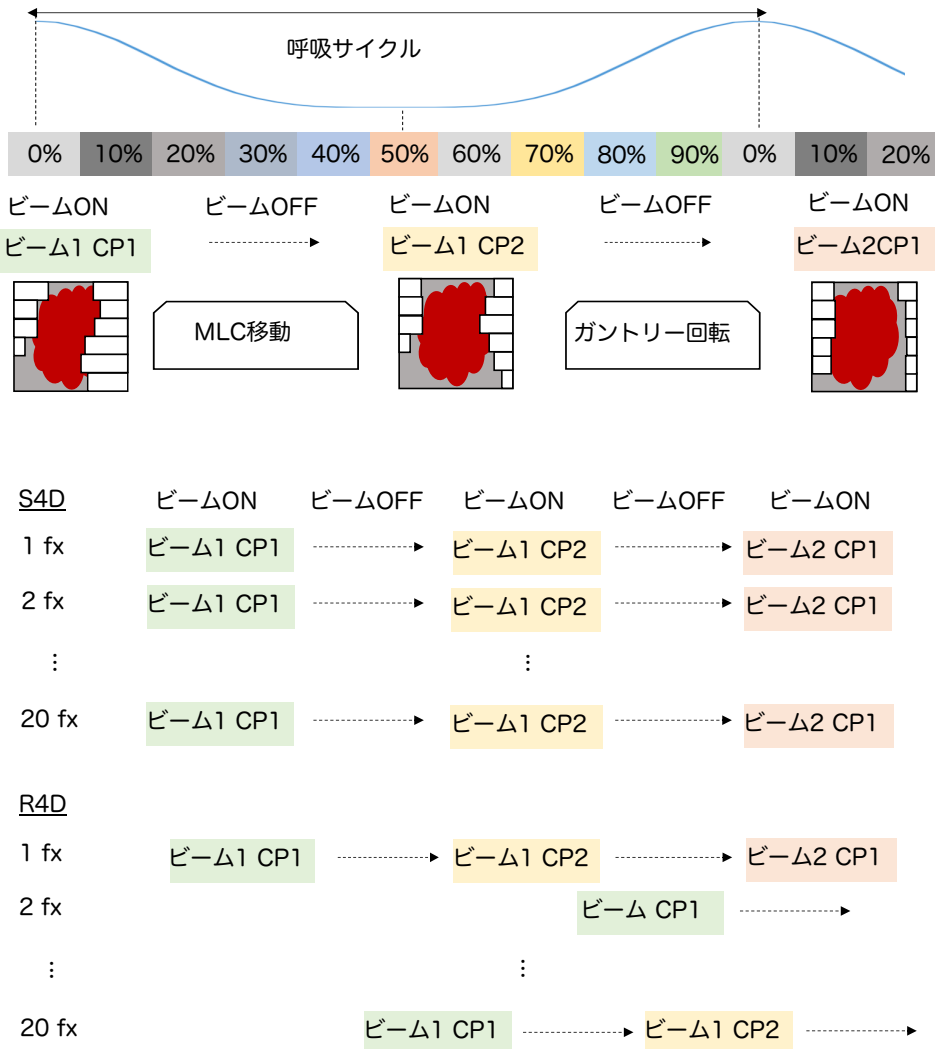 呼吸サイクル
0% 10% 20% 30% 40% 50% 60% 70% 80% 90% 0% 10% 20%
ビームON ビームOFF ビームON ビームOFF ビームON
ビーム1 CP1 ビーム1 CP2 ビーム2CP1
MLC移動 ガントリー回転
S4D ビームON ビームOFF ビームON ビームOFF ビームON
1 fx ビーム1 CP1 ビーム1 CP2 ビーム2 CP1
2 fx ビーム1 CP1 ビーム1 CP2 ビーム2 CP1
⋮ ⋮
20 fx ビーム1 CP1 ビーム1 CP2 ビーム2 CP1
R4D
1 fx ビーム1 CP1 ビーム1 CP2 ビーム2 CP1
2 fx ビーム CP1
⋮ ⋮
20 fx ビーム1 CP1 ビーム1 CP2